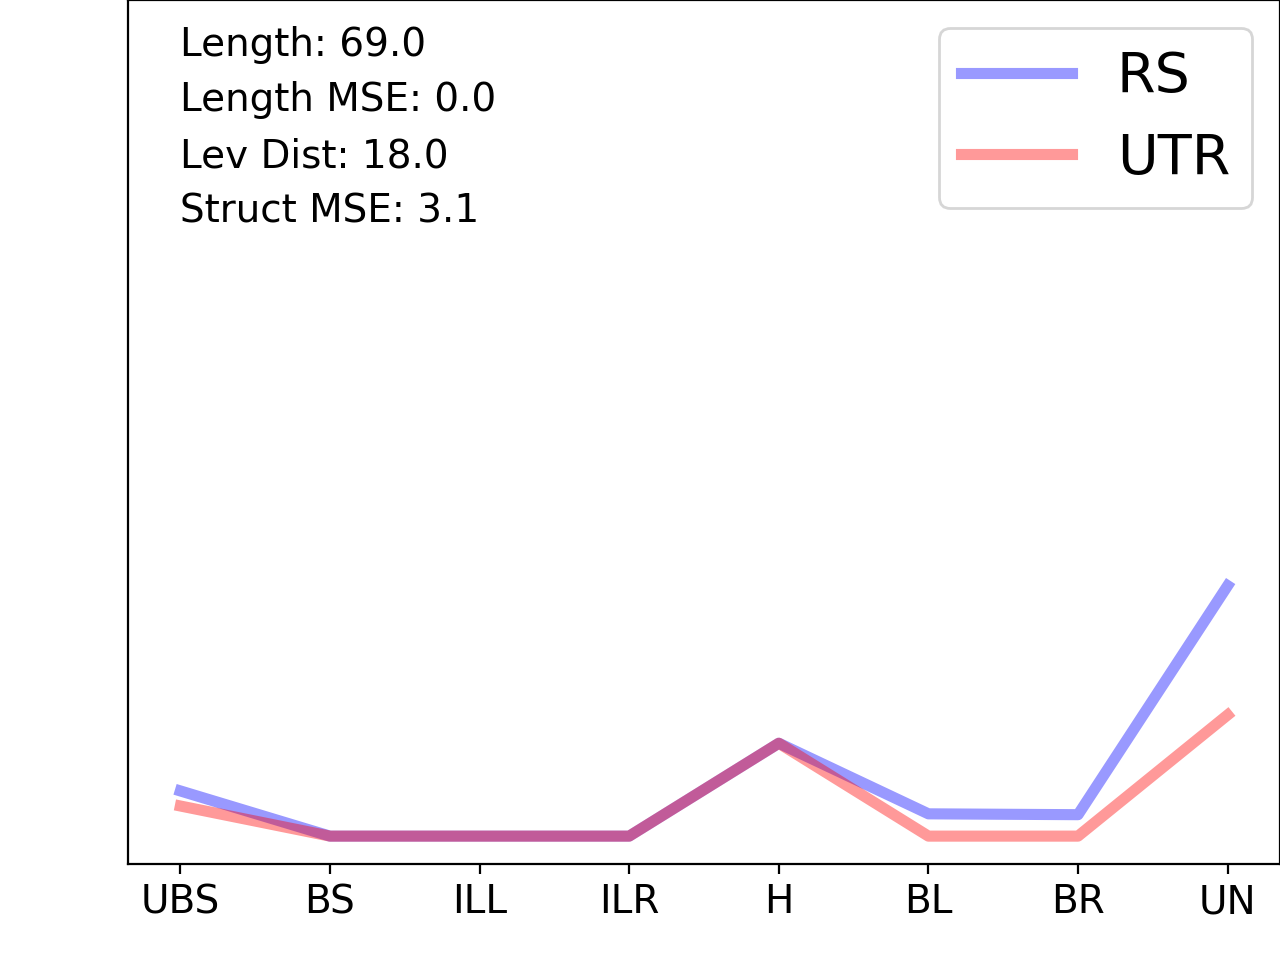 Length: 69.0
Length MSE: 0.0
Lev Dist: 18.0
Struct MSE: 3.1
RS
UTR
UBS BS ILL ILR H BL BR UN